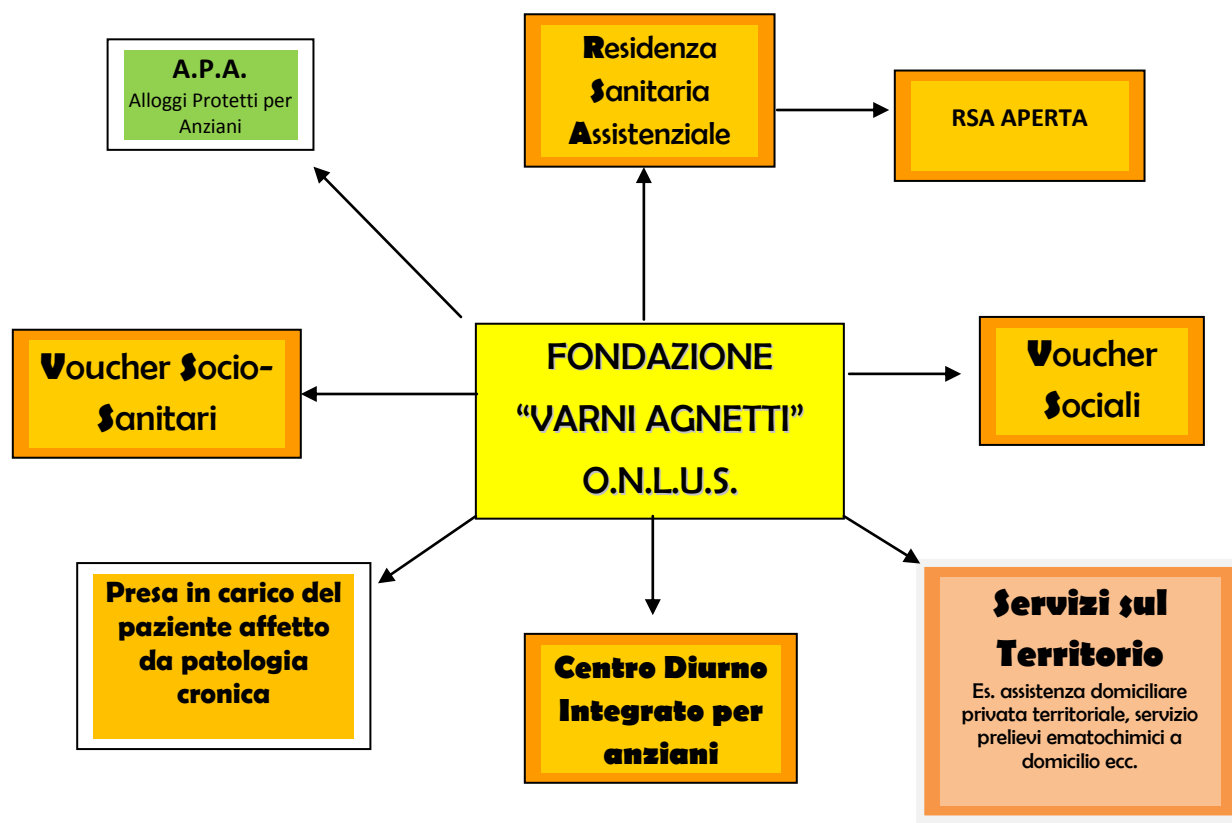 A.P.A.
Alloggi Protetti per
Anziani
Residenza
Sanitaria
Assistenziale
RSA APERTA
Voucher Socio-
Sanitari
FONDAZIONE
“VARNI AGNETTI”
O.N.L.U.S.
Voucher
Sociali
Presa in carico del
paziente affetto
da patologia
cronica
Centro Diurno
Integrato per
anziani
Servizi sul
Territorio
Es. assistenza domiciliare
privata territoriale, servizio
prelievi ematochimici a
domicilio ecc.